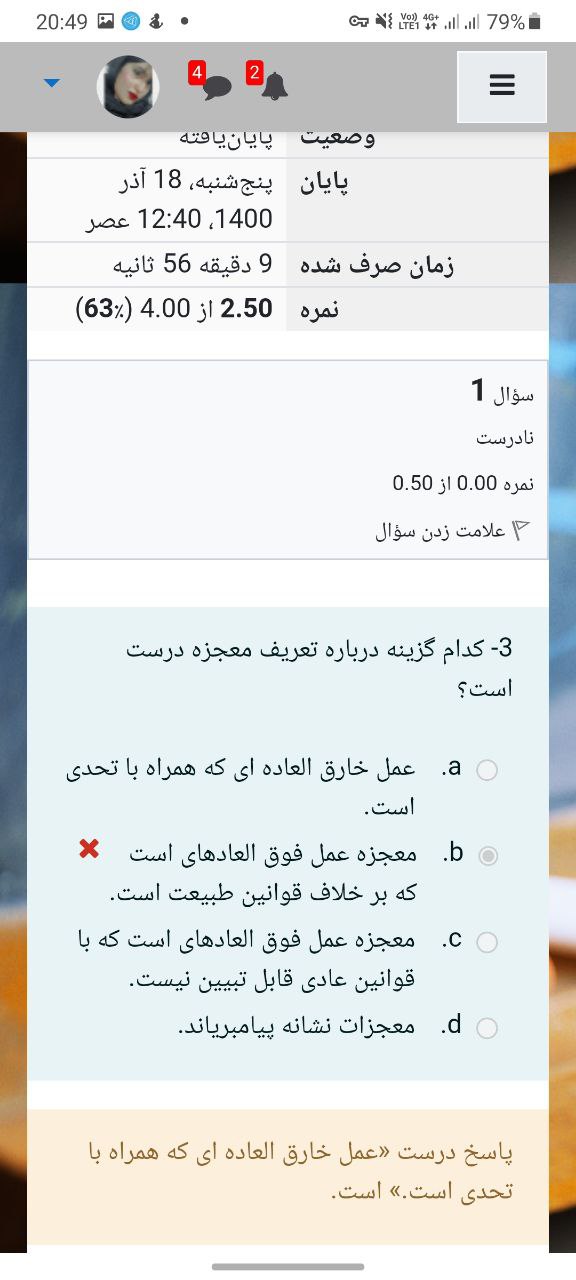 20:49
Vo)) 4G+
LTE1
79%
4
2
وضعیت پایان‌یافته
پایان پنج‌شنبه، 18 آذر
1400، 12:40 عصر
زمان صرف شده 9 دقیقه 56 ثانیه
نمره 2.50 از 4.00 (63٪)
سؤال 1
نادرست
نمره 0.00 از 0.50
علامت زدن سؤال
3- کدام گزینه درباره تعریف معجزه درست
است؟
a. عمل خارق العاده ای که همراه با تحدی
است.
b. معجزه عمل فوق العادهای است
که بر خلاف قوانین طبیعت است.
c. معجزه عمل فوق العادهای است که با
قوانین عادی قابل تبیین نیست.
d. معجزات نشانه پیامبریاند.
پاسخ درست «عمل خارق العاده ای که همراه با
تحدی است.» است.